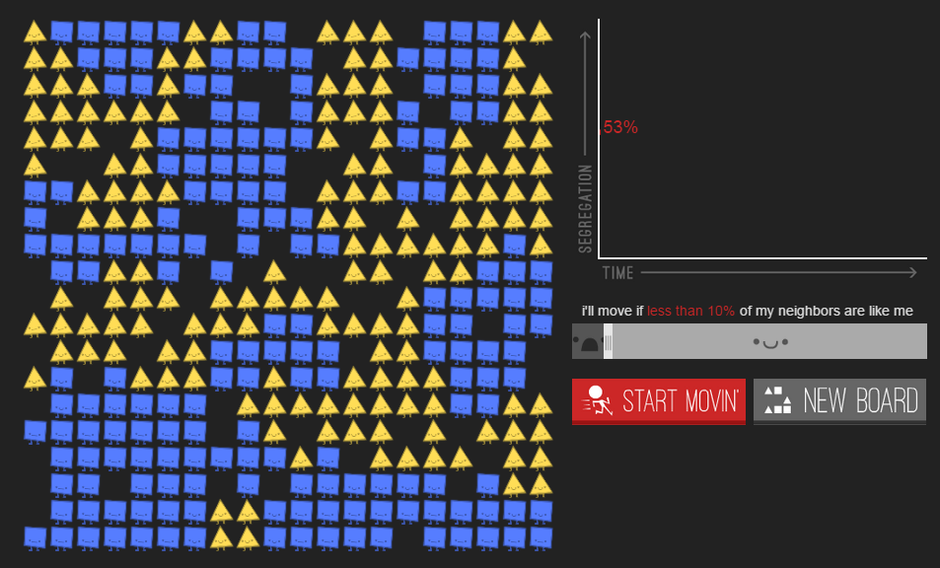 53%
SEGREGATION
TIME
i'll move if less than 10% of my neighbors are like me
START MOVIN'
NEW BOARD